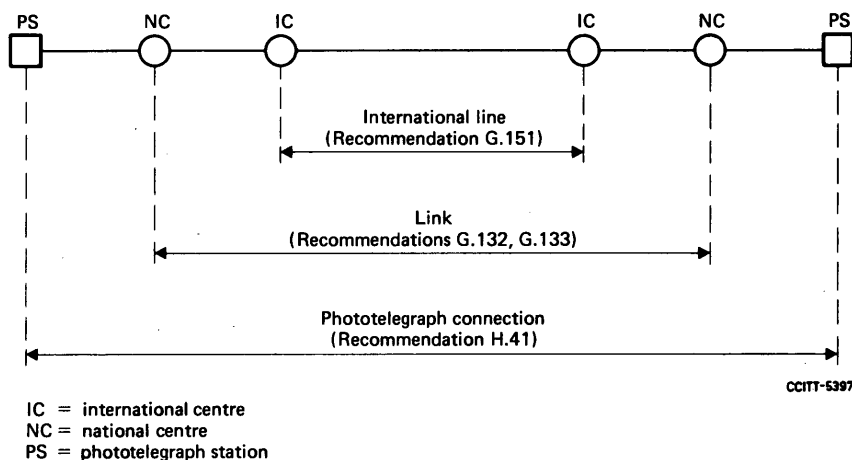 PS NC IC IC NC PS
International line
(Recommendation G.151)
Link
(Recommendations G.132, G.133)
Phototelegraph connection
(Recommendation H.41)
CCITT-5397
IC = international centre
NC = national centre
PS = phototelegraph station